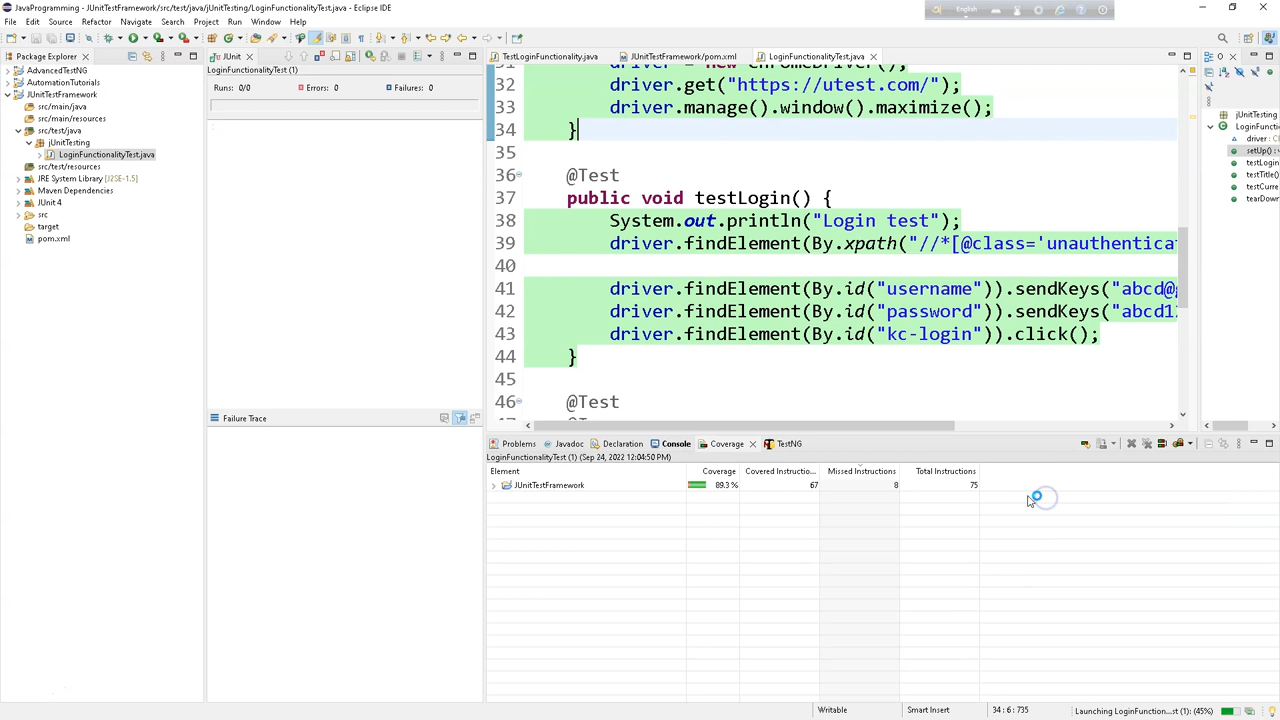 JavaProgramming - JUnitTestFramework/src/test/java/jUnitTesting/LoginFunctionalityTest.java - Eclipse IDE
English
File Edit Source Refactor Navigate Search Project Run Window Help
Package Explorer
JUnit
TestLoginFunctionality.java
JUnitTestFramework/pom.xml
LoginFunctionalityTest.java
LoginFunctionalityTest (1)
Runs: 0/0 Errors: 0 Failures: 0
AdvancedTestNG
AutomationTutorials
JUnitTestFramework
src/main/java
src/main/resources
src/test/java
jUnitTesting
LoginFunctionalityTest.java
src/test/resources
JRE System Library [J2SE-1.5]
Maven Dependencies
JUnit 4
src
target
pom.xml
Failure Trace
32 driver.get("https://utest.com/");
33 driver.manage().window().maximize();
34 }
35
36 @Test
37 public void testLogin() {
38 System.out.println("Login test");
39 driver.findElement(By.xpath("//*[@class='unauthentica
40
41 driver.findElement(By.id("username")).sendKeys("abcd@
42 driver.findElement(By.id("password")).sendKeys("abcd1
43 driver.findElement(By.id("kc-login")).click();
44 }
45
46 @Test
O
jUnitTesting
LoginFunctio
driver : C
setUp() : v
testLogin
testTitle()
testCurre
tearDown
Problems Javadoc Declaration Console Coverage TestNG
LoginFunctionalityTest (1) (Sep 24, 2022 12:04:50 PM)
Element Coverage Covered Instructio... Missed Instructions Total Instructions
JUnitTestFramework 89.3 % 67 8 75
Writable Smart Insert 34 : 6 : 735 Launching LoginFunction...st (1): (45%)